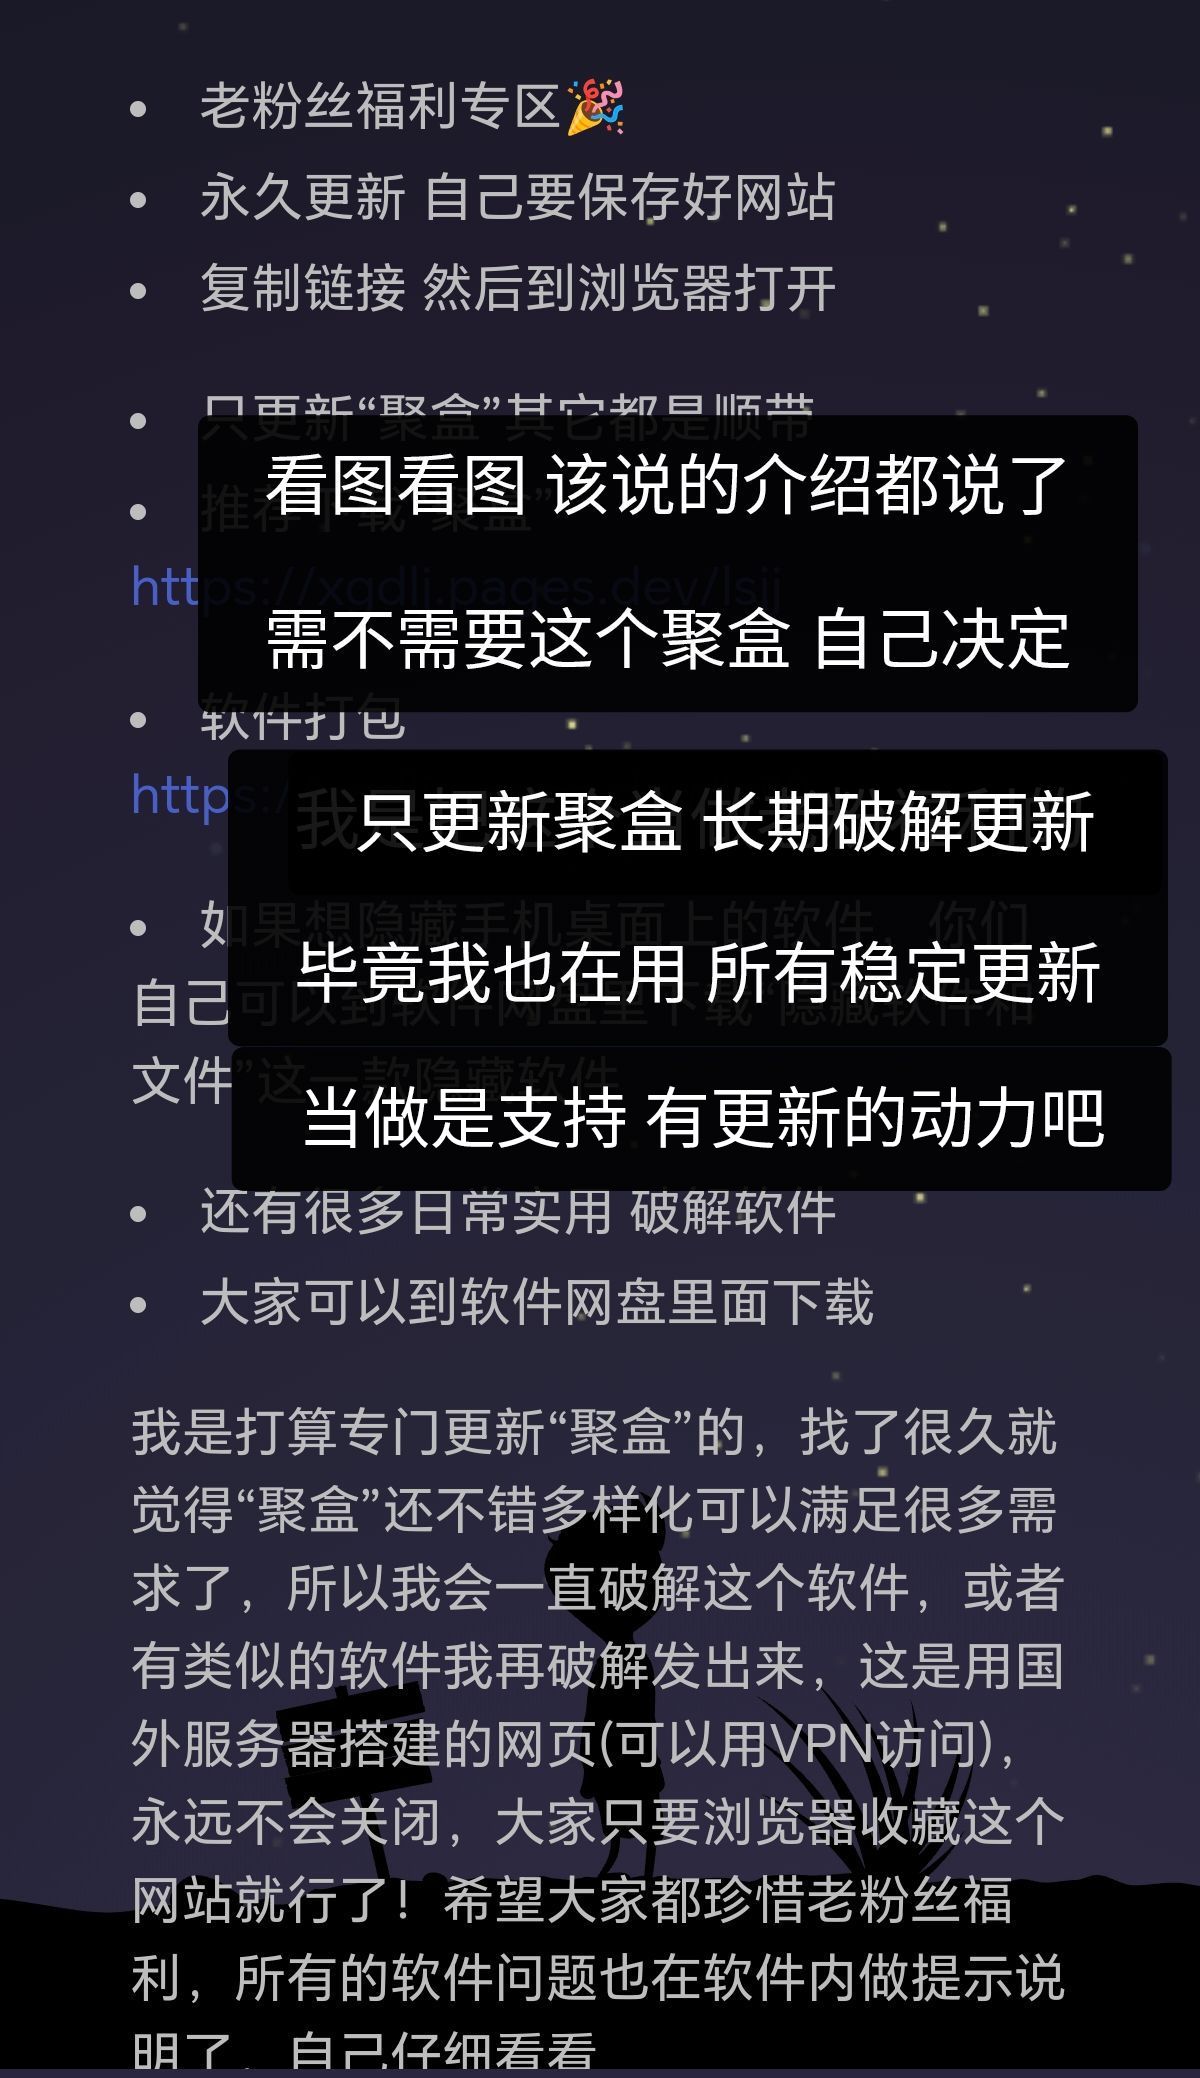 老粉丝福利专区🎉
永久更新 自己要保存好网站
复制链接 然后到浏览器打开
只更新“聚盒”其它都是顺带
看图看图 该说的介绍都说了
推荐下载“聚盒”
https://xgdlj.pages.dev/lsjj
需不需要这个聚盒 自己决定
软件打包
http
只更新聚盒 长期破解更新
如果想隐藏手机桌面上的软件，你们
毕竟我也在用 所有稳定更新
自己可以到软件网盘里下载“隐藏软件和
文件”这一款隐藏软件
当做是支持 有更新的动力吧
还有很多日常实用 破解软件
大家可以到软件网盘里面下载
我是打算专门更新“聚盒”的，找了很久就
觉得“聚盒”还不错多样化可以满足很多需
求了，所以我会一直破解这个软件，或者
有类似的软件我再破解发出来，这是用国
外服务器搭建的网页(可以用VPN访问)，
永远不会关闭，大家只要浏览器收藏这个
网站就行了！希望大家都珍惜老粉丝福
利，所有的软件问题也在软件内做提示说
明了，自己仔细看看